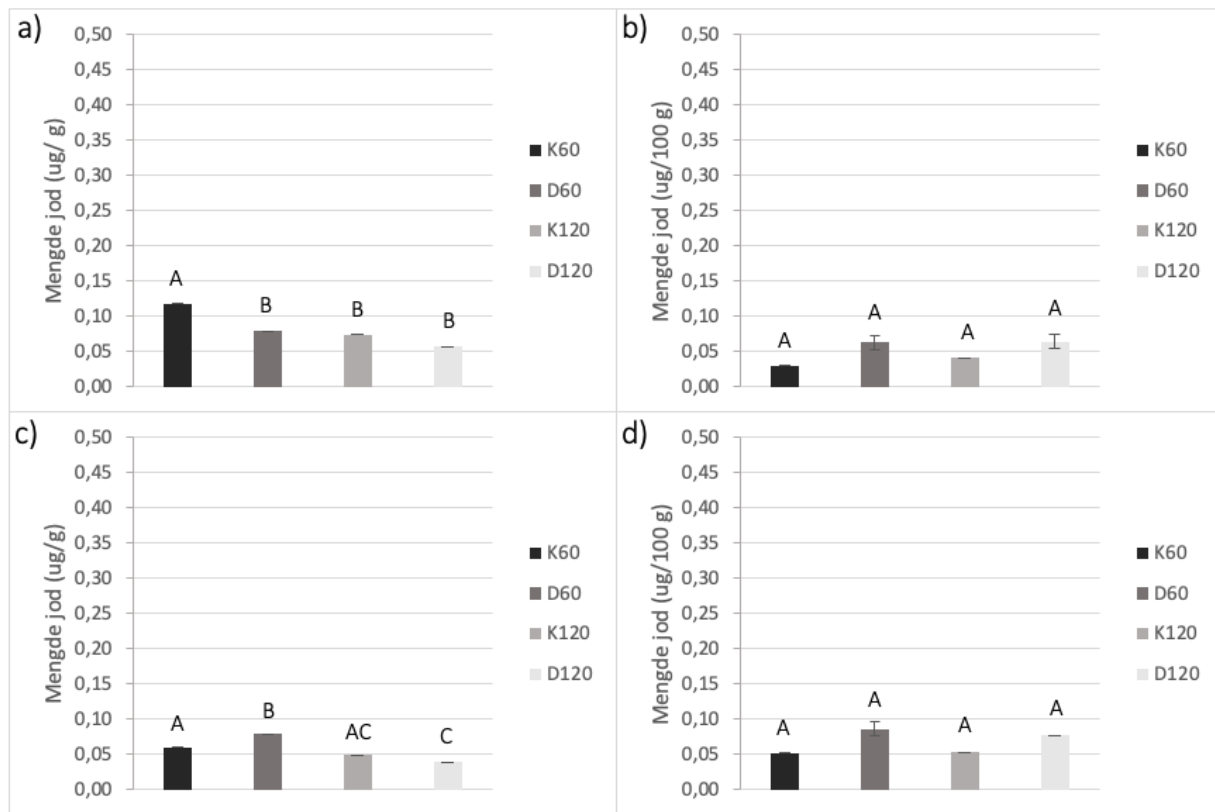 a)
0,50
0,45
0,40
0,35
0,30
0,25
0,20
0,15
0,10
0,05
0,00
Mengde jod (ug/ g)
A
B
B
B
K60
D60
K120
D120
b)
0,50
0,45
0,40
0,35
0,30
0,25
0,20
0,15
0,10
0,05
0,00
Mengde jod (ug/100 g)
A
A
A
A
K60
D60
K120
D120
c)
0,50
0,45
0,40
0,35
0,30
0,25
0,20
0,15
0,10
0,05
0,00
Mengde jod (ug/g)
A
B
AC
C
K60
D60
K120
D120
d)
0,50
0,45
0,40
0,35
0,30
0,25
0,20
0,15
0,10
0,05
0,00
Mengde jod (ug/100 g)
A
A
A
A
K60
D60
K120
D120